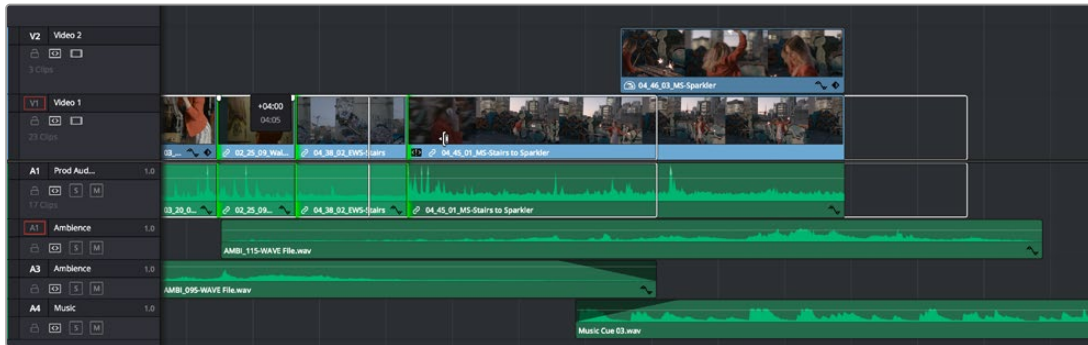 V2 Video 2
3 Clips
04_46_03_MS-Sparkler
V1 Video 1
23 Clips
+04:00
04:05
03_... 02_25_09_Wal... 04_38_02_EWS-Stairs 04_45_01_MS-Stairs to Sparkler
A1 Prod Aud... 1.0
S M
17 Clips
03_20_0... 02_25_09... 04_38_02_EWS-Stairs 04_45_01_MS-Stairs to Sparkler
A1 Ambience 1.0
S M
AMBI_115-WAVE File.wav
A3 Ambience 1.0
S M
AMBI_095-WAVE File.wav
A4 Music 1.0
S M
Music Cue 03.wav